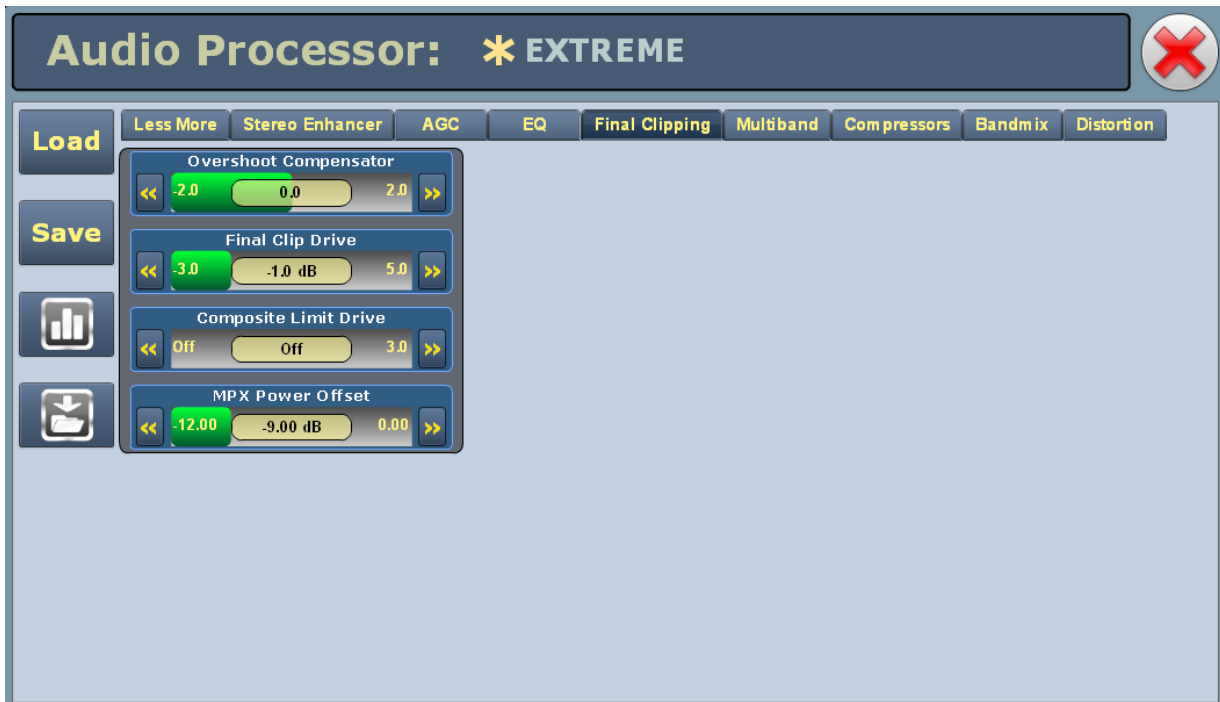 Audio Processor: * EXTREME
Load
Save
Less More Stereo Enhancer AGC EQ Final Clipping Multiband Compressors Bandmix Distortion
Overshoot Compensator
« -2.0 0.0 2.0 »
Final Clip Drive
« -3.0 -1.0 dB 5.0 »
Composite Limit Drive
« Off Off 3.0 »
MPX Power Offset
« -12.00 -9.00 dB 0.00 »